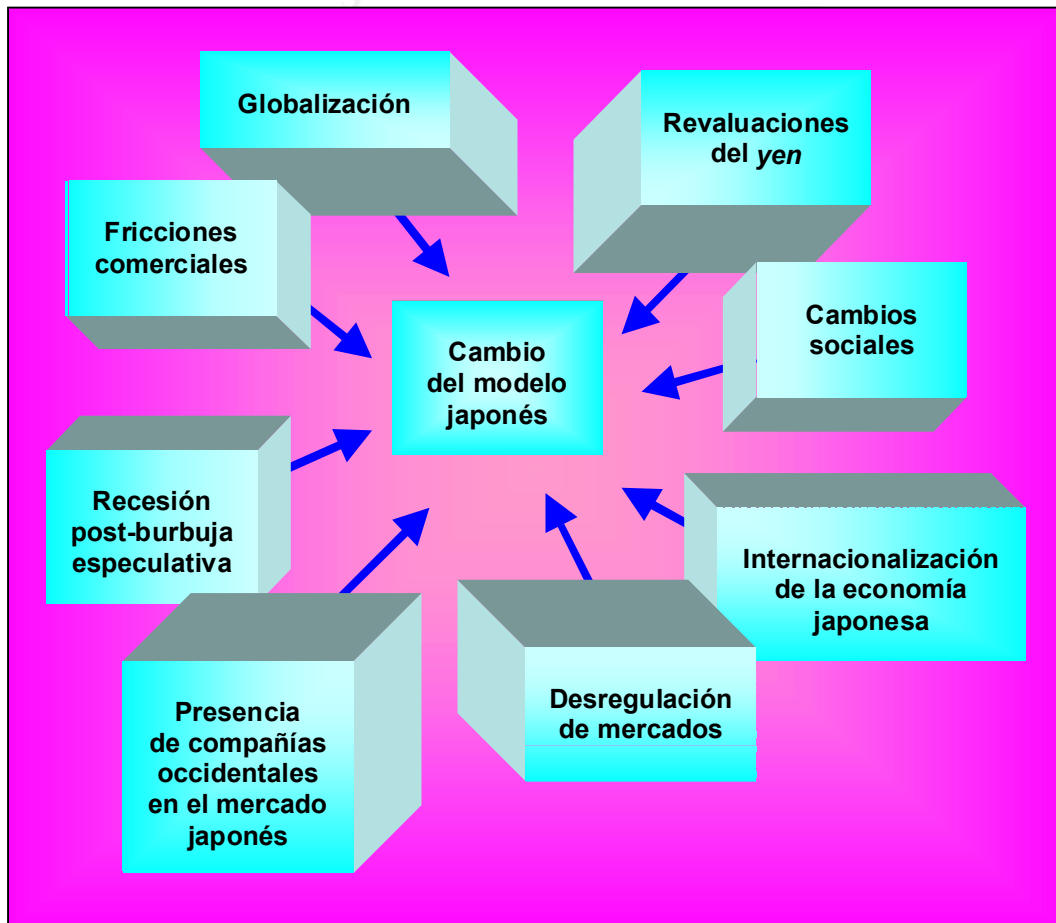 Globalización
Revaluaciones
del yen
Fricciones
comerciales
Cambios
sociales
Cambio
del modelo
japonés
Recesión
post-burbuja
especulativa
Internacionalización
de la economía
japonesa
Desregulación
de mercados
Presencia
de compañías
occidentales
en el mercado
japonés